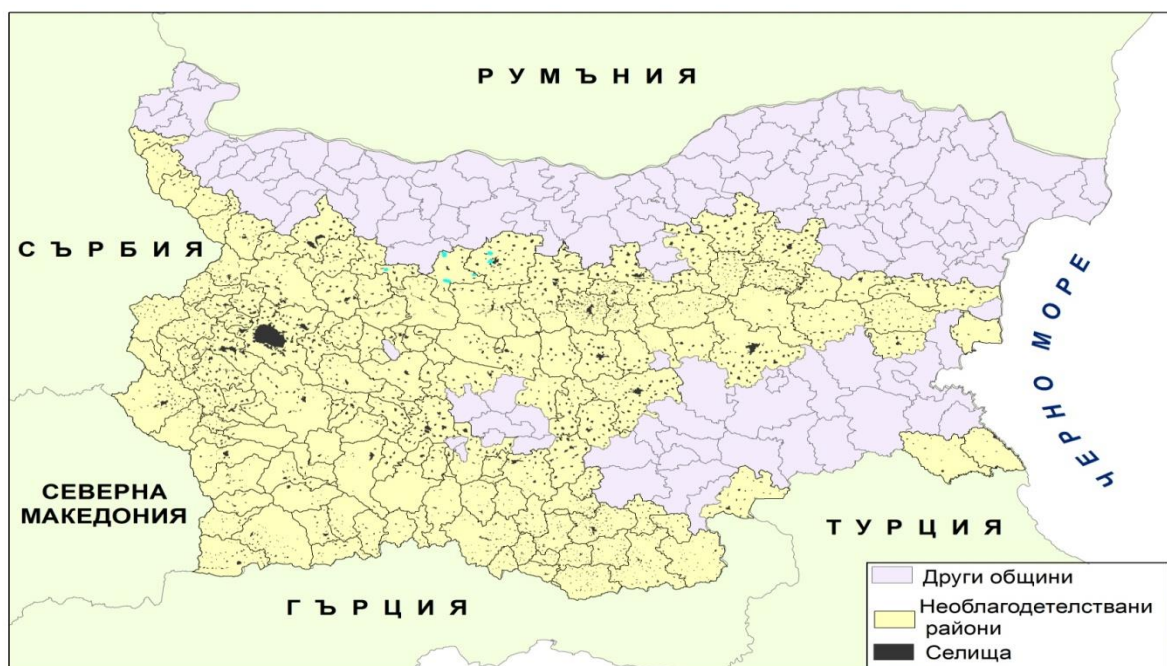 РУМЪНИЯ
СЪРБИЯ
ЧЕРНО МОРЕ
СЕВЕРНА
МАКЕДОНИЯ
ТУРЦИЯ
ГЪРЦИЯ
Други общини
Необлагодетелствани
райони
Селища